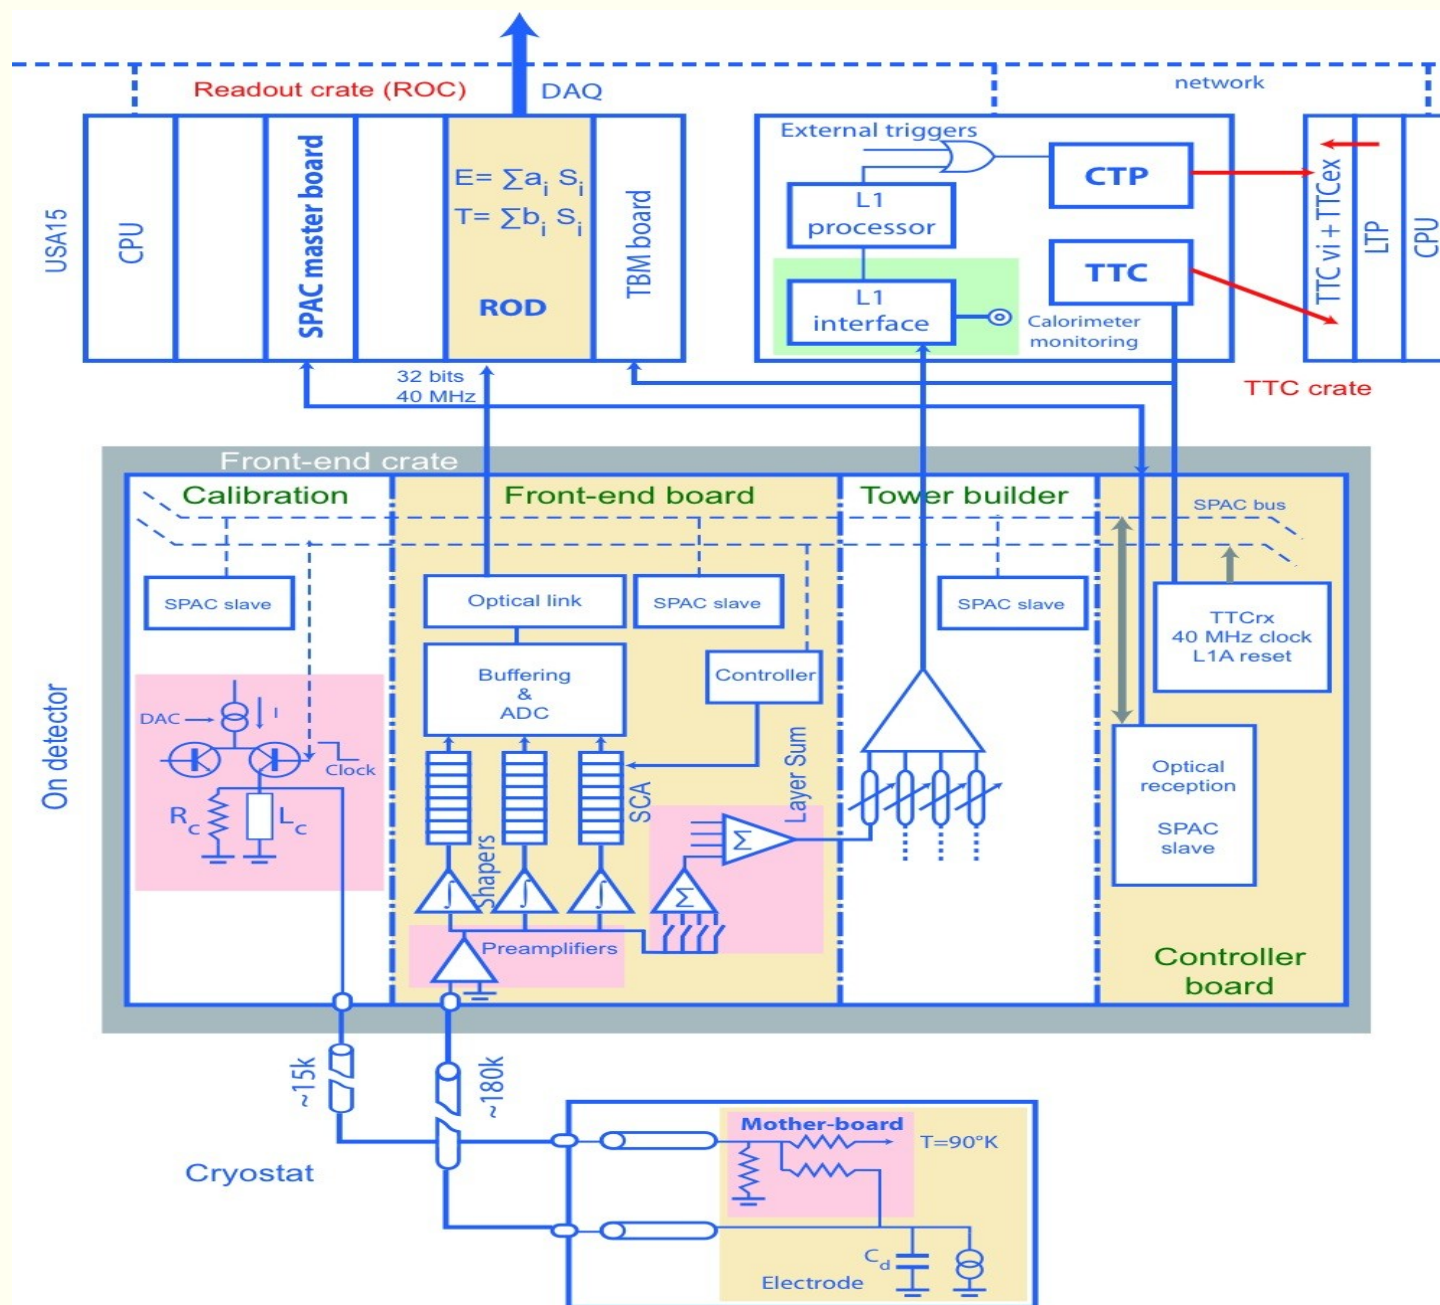 network
Readout crate (ROC)
DAQ
USA15
CPU
SPAC master board
E= ∑a_i S_i
T= ∑b_i S_i
ROD
TBM board
External triggers
CTP
L1
processor
TTC
L1
interface
Calorimeter
monitoring
TTC vi + TTCex
LTP
CPU
TTC crate
32 bits
40 MHz
Front-end crate
Calibration
Front-end board
Tower builder
SPAC bus
SPAC slave
Optical link
SPAC slave
SPAC slave
TTCrx
40 MHz clock
L1A reset
On detector
Buffering
&
ADC
Controller
DAC
I
Clock
R_c
L_c
SCA
Layer Sum
Optical
reception
SPAC
slave
Shapers
∫
∫
∫
Σ
Σ
Preamplifiers
Controller
board
~15k
~180k
Mother-board
T=90°K
Cryostat
C_d
Electrode